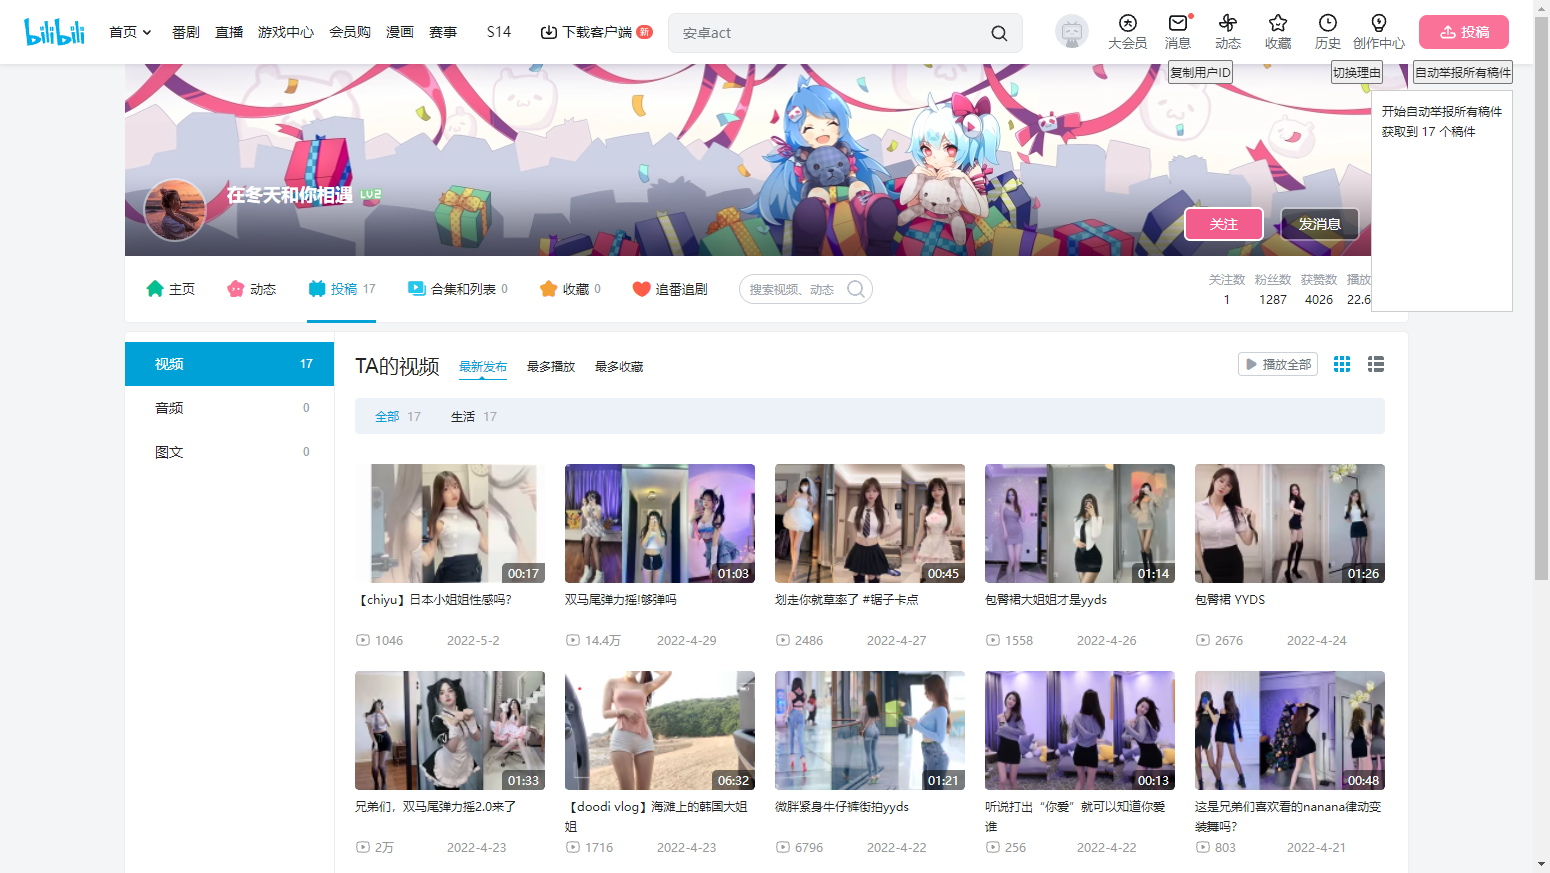 bilibili
首页
番剧
直播
游戏中心
会员购
漫画
赛事
S14
下载客户端
新
安卓act
大会员
消息
动态
收藏
历史
创作中心
投稿
复制用户ID
切换理由
自动举报所有稿件
开始自动举报所有稿件
获取到 17 个稿件
在冬天和你相遇 LV2
关注
发消息
主页
动态
投稿 17
合集和列表 0
收藏 0
追番追剧
搜索视频、动态
关注数 粉丝数 获赞数 播放
1 1287 4026 22.6
视频 17
音频 0
图文 0
TA的视频
最新发布
最多播放
最多收藏
播放全部
全部 17
生活 17
00:17
01:03
00:45
01:14
01:26
【chiyu】日本小姐姐性感吗?
双马尾弹力摇!够弹吗
划走你就草率了 #锯子卡点
包臀裙大姐姐才是yyds
包臀裙 YYDS
1046 2022-5-2
14.4万 2022-4-29
2486 2022-4-27
1558 2022-4-26
2676 2022-4-24
01:33
06:32
01:21
00:13
00:48
兄弟们，双马尾弹力摇2.0来了
【doodi vlog】海滩上的韩国大姐
姐
微胖紧身牛仔裤街拍yyds
听说打出“你爱”就可以知道你爱
谁
这是兄弟们喜欢看的nanana律动变
装舞吗?
2万 2022-4-23
1716 2022-4-23
6796 2022-4-22
256 2022-4-22
803 2022-4-21